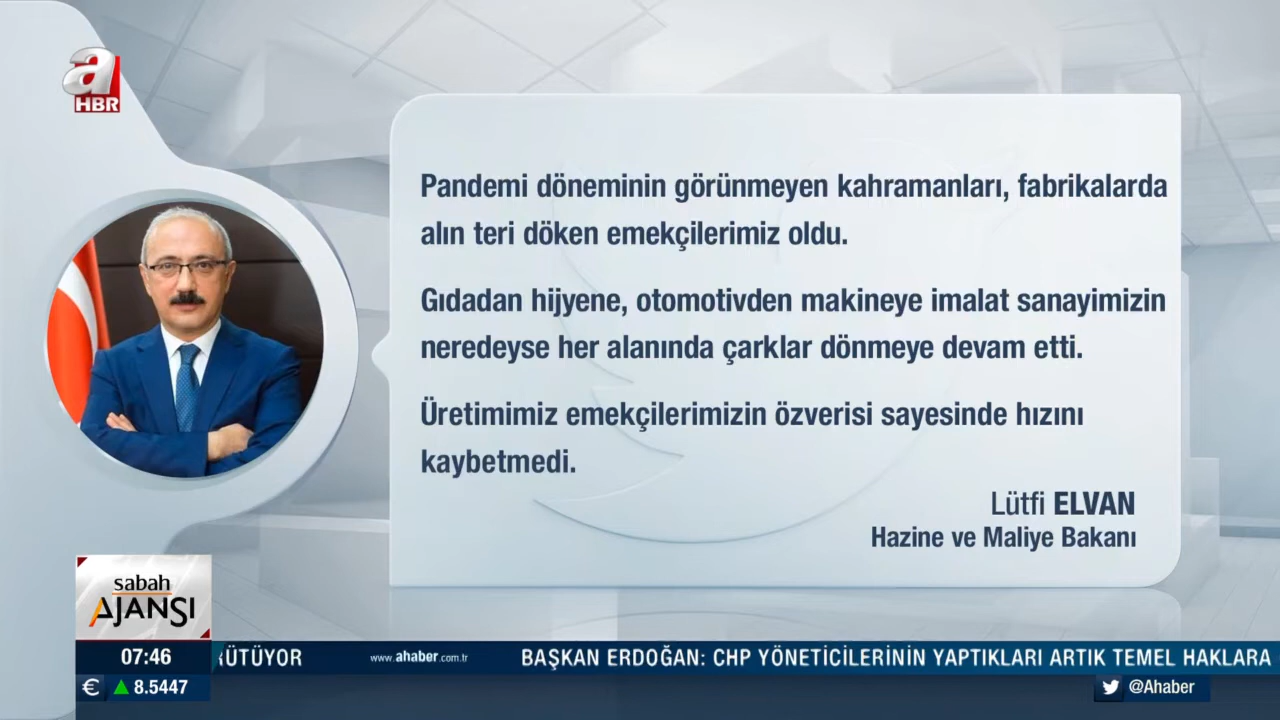 a
HBR
Pandemi döneminin görünmeyen kahramanları, fabrikalarda
alın teri döken emekçilerimiz oldu.
Gıdadan hijyene, otomotivden makineye imalat sanayimizin
neredeyse her alanında çarklar dönmeye devam etti.
Üretimimiz emekçilerimizin özverisi sayesinde hızını
kaybetmedi.
Lütfi ELVAN
Hazine ve Maliye Bakanı
sabah
AJANSI
07:46
RÜTÜYOR www.ahaber.com.tr BAŞKAN ERDOĞAN: CHP YÖNETİCİLERİNİN YAPTIKLARI ARTIK TEMEL HAKLARA
€ 8.5447
@Ahaber